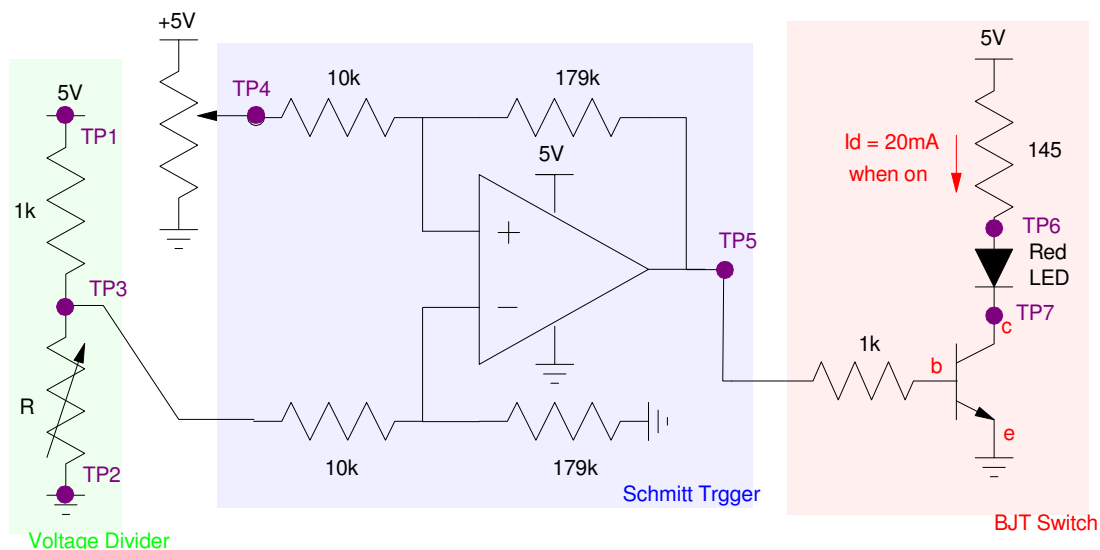 +5V
5V
TP1
1k
TP3
R
TP2
Voltage Divider
TP4
10k
179k
5V
+
−
TP5
10k
179k
Schmitt Trgger
5V
Id = 20mA
when on
145
TP6
Red
LED
TP7
c
1k
b
e
BJT Switch